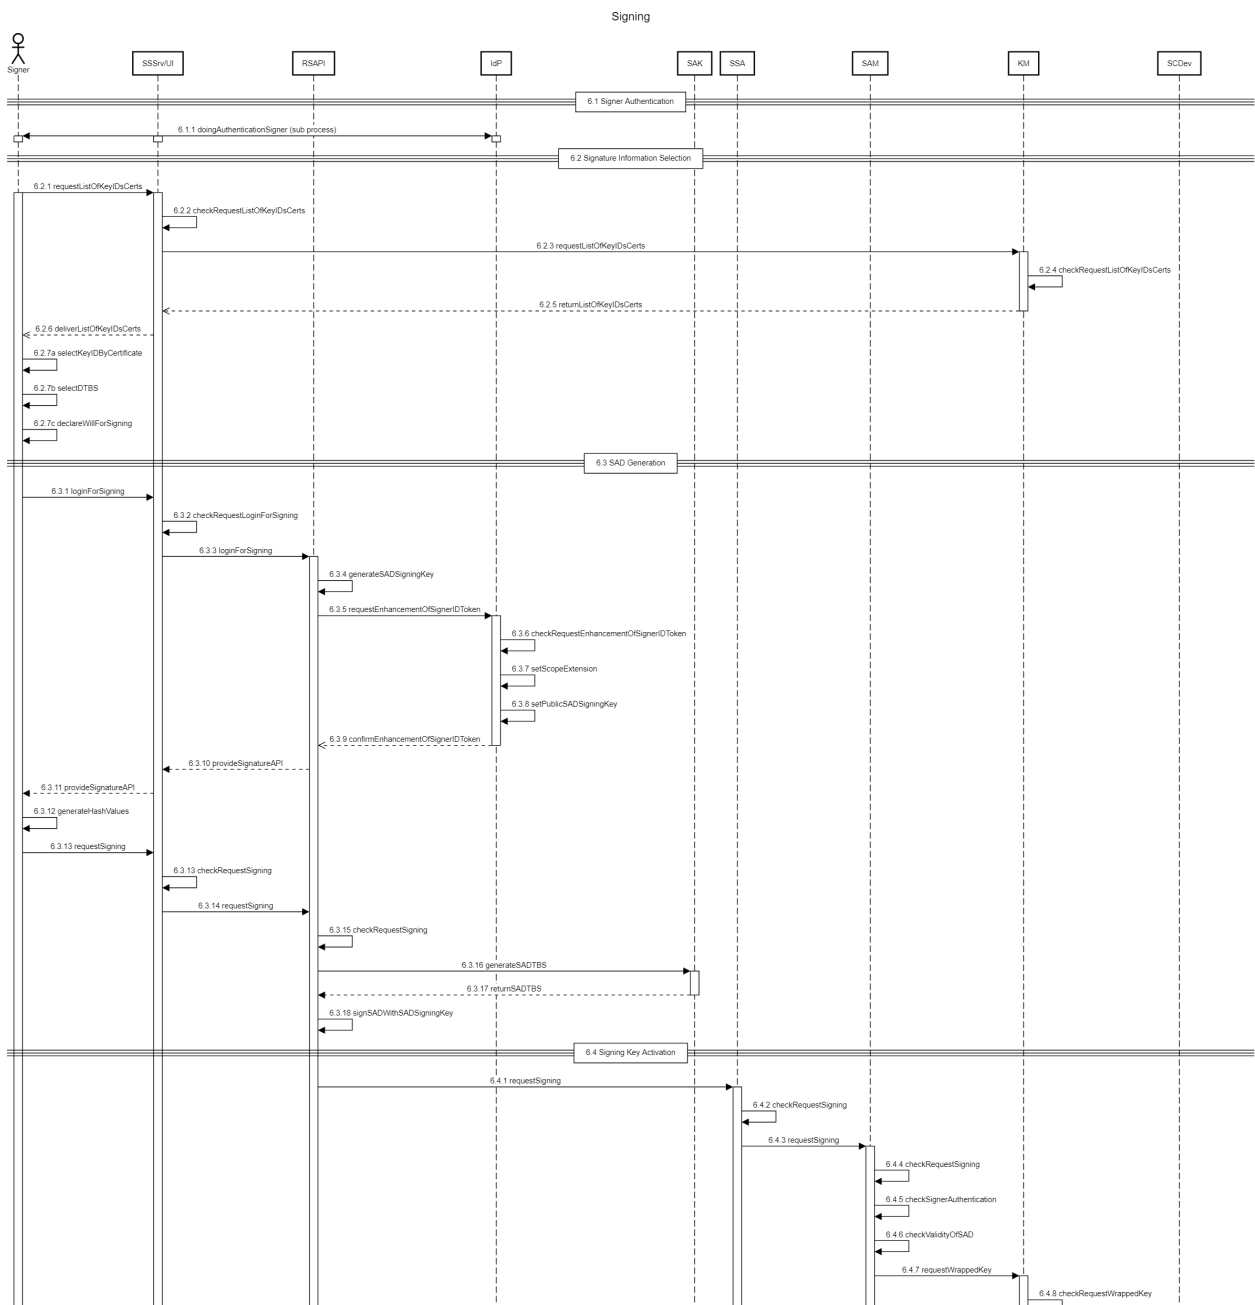 Signing
Signer
SSSrv/UI
RSAPI
IdP
SAK
SSA
SAM
KM
SCDev
6.1 Signer Authentication
6.1.1 doingAuthenticationSigner (sub process)
6.2 Signature Information Selection
6.2.1 requestListOfKeyIDsCerts
6.2.2 checkRequestListOfKeyIDsCerts
6.2.3 requestListOfKeyIDsCerts
6.2.4 checkRequestListOfKeyIDsCerts
6.2.5 returnListOfKeyIDsCerts
6.2.6 deliverListOfKeyIDsCerts
6.2.7a selectKeyIDByCertificate
6.2.7b selectDTBS
6.2.7c declareWillForSigning
6.3 SAD Generation
6.3.1 loginForSigning
6.3.2 checkRequestLoginForSigning
6.3.3 loginForSigning
6.3.4 generateSADSigningKey
6.3.5 requestEnhancementOfSignerIDToken
6.3.6 checkRequestEnhancementOfSignerIDToken
6.3.7 setScopeExtension
6.3.8 setPublicSADSigningKey
6.3.9 confirmEnhancementOfSignerIDToken
6.3.10 provideSignatureAPI
6.3.11 provideSignatureAPI
6.3.12 generateHashValues
6.3.13 requestSigning
6.3.13 checkRequestSigning
6.3.14 requestSigning
6.3.15 checkRequestSigning
6.3.16 generateSADTBS
6.3.17 returnSADTBS
6.3.18 signSADWithSADSigningKey
6.4 Signing Key Activation
6.4.1 requestSigning
6.4.2 checkRequestSigning
6.4.3 requestSigning
6.4.4 checkRequestSigning
6.4.5 checkSignerAuthentication
6.4.6 checkValidityOfSAD
6.4.7 requestWrappedKey
6.4.8 checkRequestWrappedKey